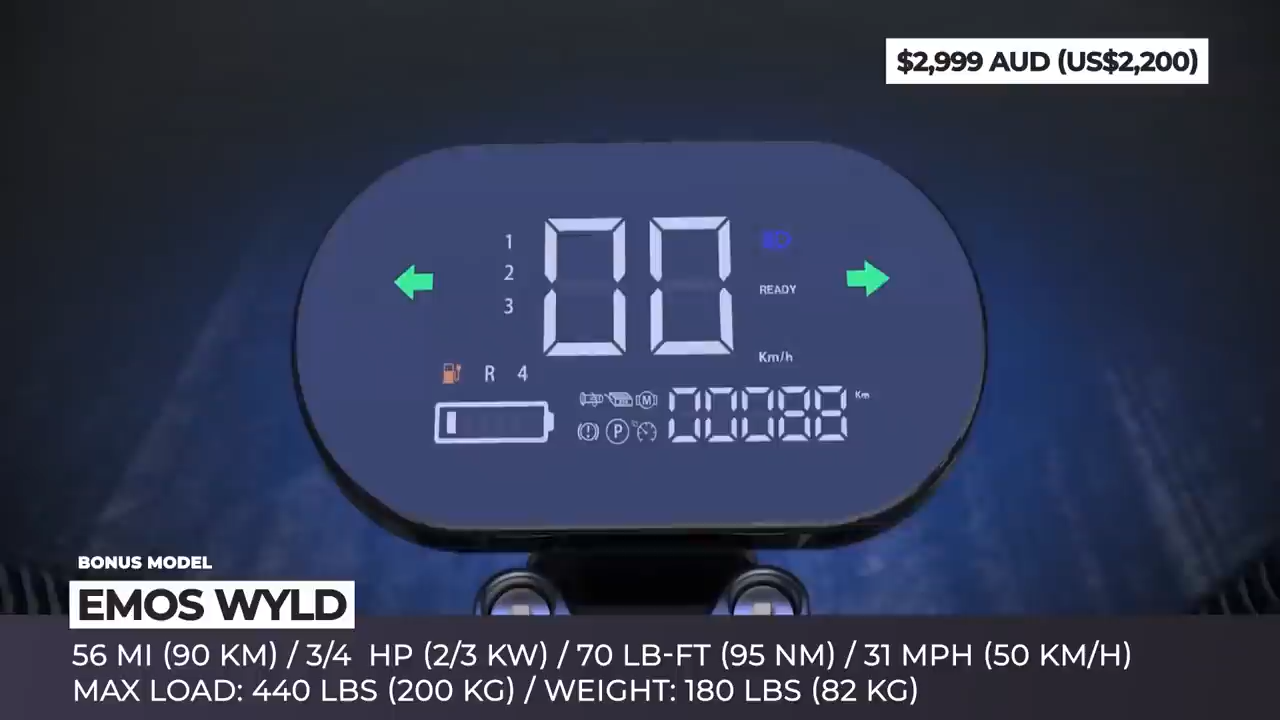 $2,999 AUD (US$2,200)
1
2
3
00
READY
Km/h
R 4
M
00088
Km
P
BONUS MODEL
EMOS WYLD
56 MI (90 KM) / 3/4 HP (2/3 KW) / 70 LB-FT (95 NM) / 31 MPH (50 KM/H)
MAX LOAD: 440 LBS (200 KG) / WEIGHT: 180 LBS (82 KG)